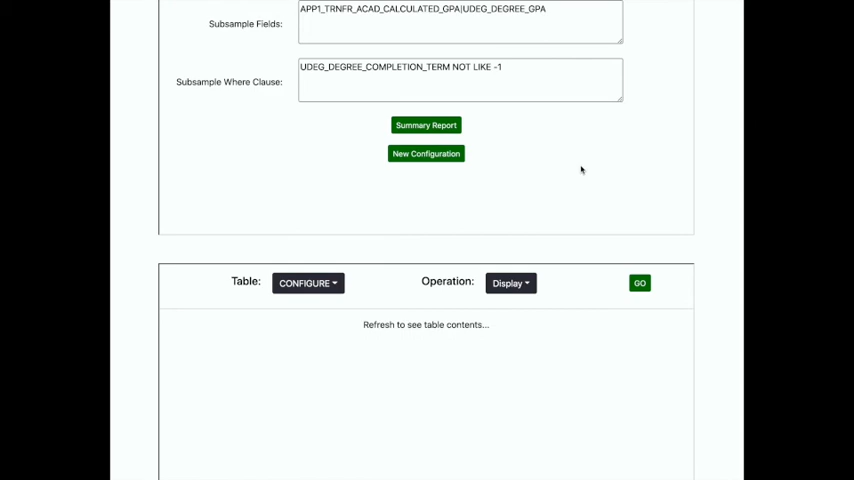 Subsample Fields:
APP1_TRNFR_ACAD_CALCULATED_GPA|UDEG_DEGREE_GPA
Subsample Where Clause:
UDEG_DEGREE_COMPLETION_TERM NOT LIKE -1
Summary Report
New Configuration
Table: CONFIGURE Operation: Display GO
Refresh to see table contents...